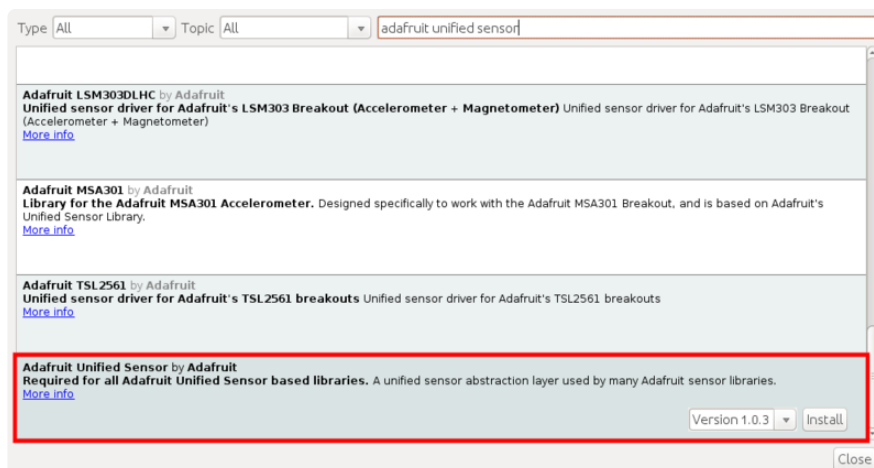 Type All Topic All adafruit unified sensor
Adafruit LSM303DLHC by Adafruit
Unified sensor driver for Adafruit's LSM303 Breakout (Accelerometer + Magnetometer) Unified sensor driver for Adafruit's LSM303 Breakout
(Accelerometer + Magnetometer)
More info
Adafruit MSA301 by Adafruit
Library for the Adafruit MSA301 Accelerometer. Designed specifically to work with the Adafruit MSA301 Breakout, and is based on Adafruit's
Unified Sensor Library.
More info
Adafruit TSL2561 by Adafruit
Unified sensor driver for Adafruit's TSL2561 breakouts Unified sensor driver for Adafruit's TSL2561 breakouts
More info
Adafruit Unified Sensor by Adafruit
Required for all Adafruit Unified Sensor based libraries. A unified sensor abstraction layer used by many Adafruit sensor libraries.
More info
Version 1.0.3 Install
Close